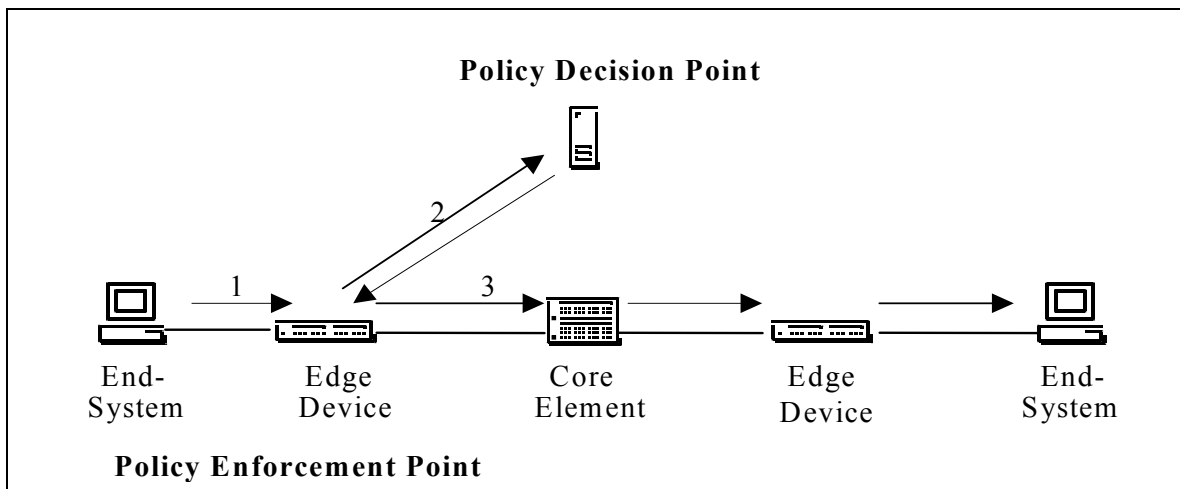 Policy Decision Point
2
1
3
End-
System
Edge
Device
Core
Element
Edge
Device
End-
System
Policy Enforcement Point